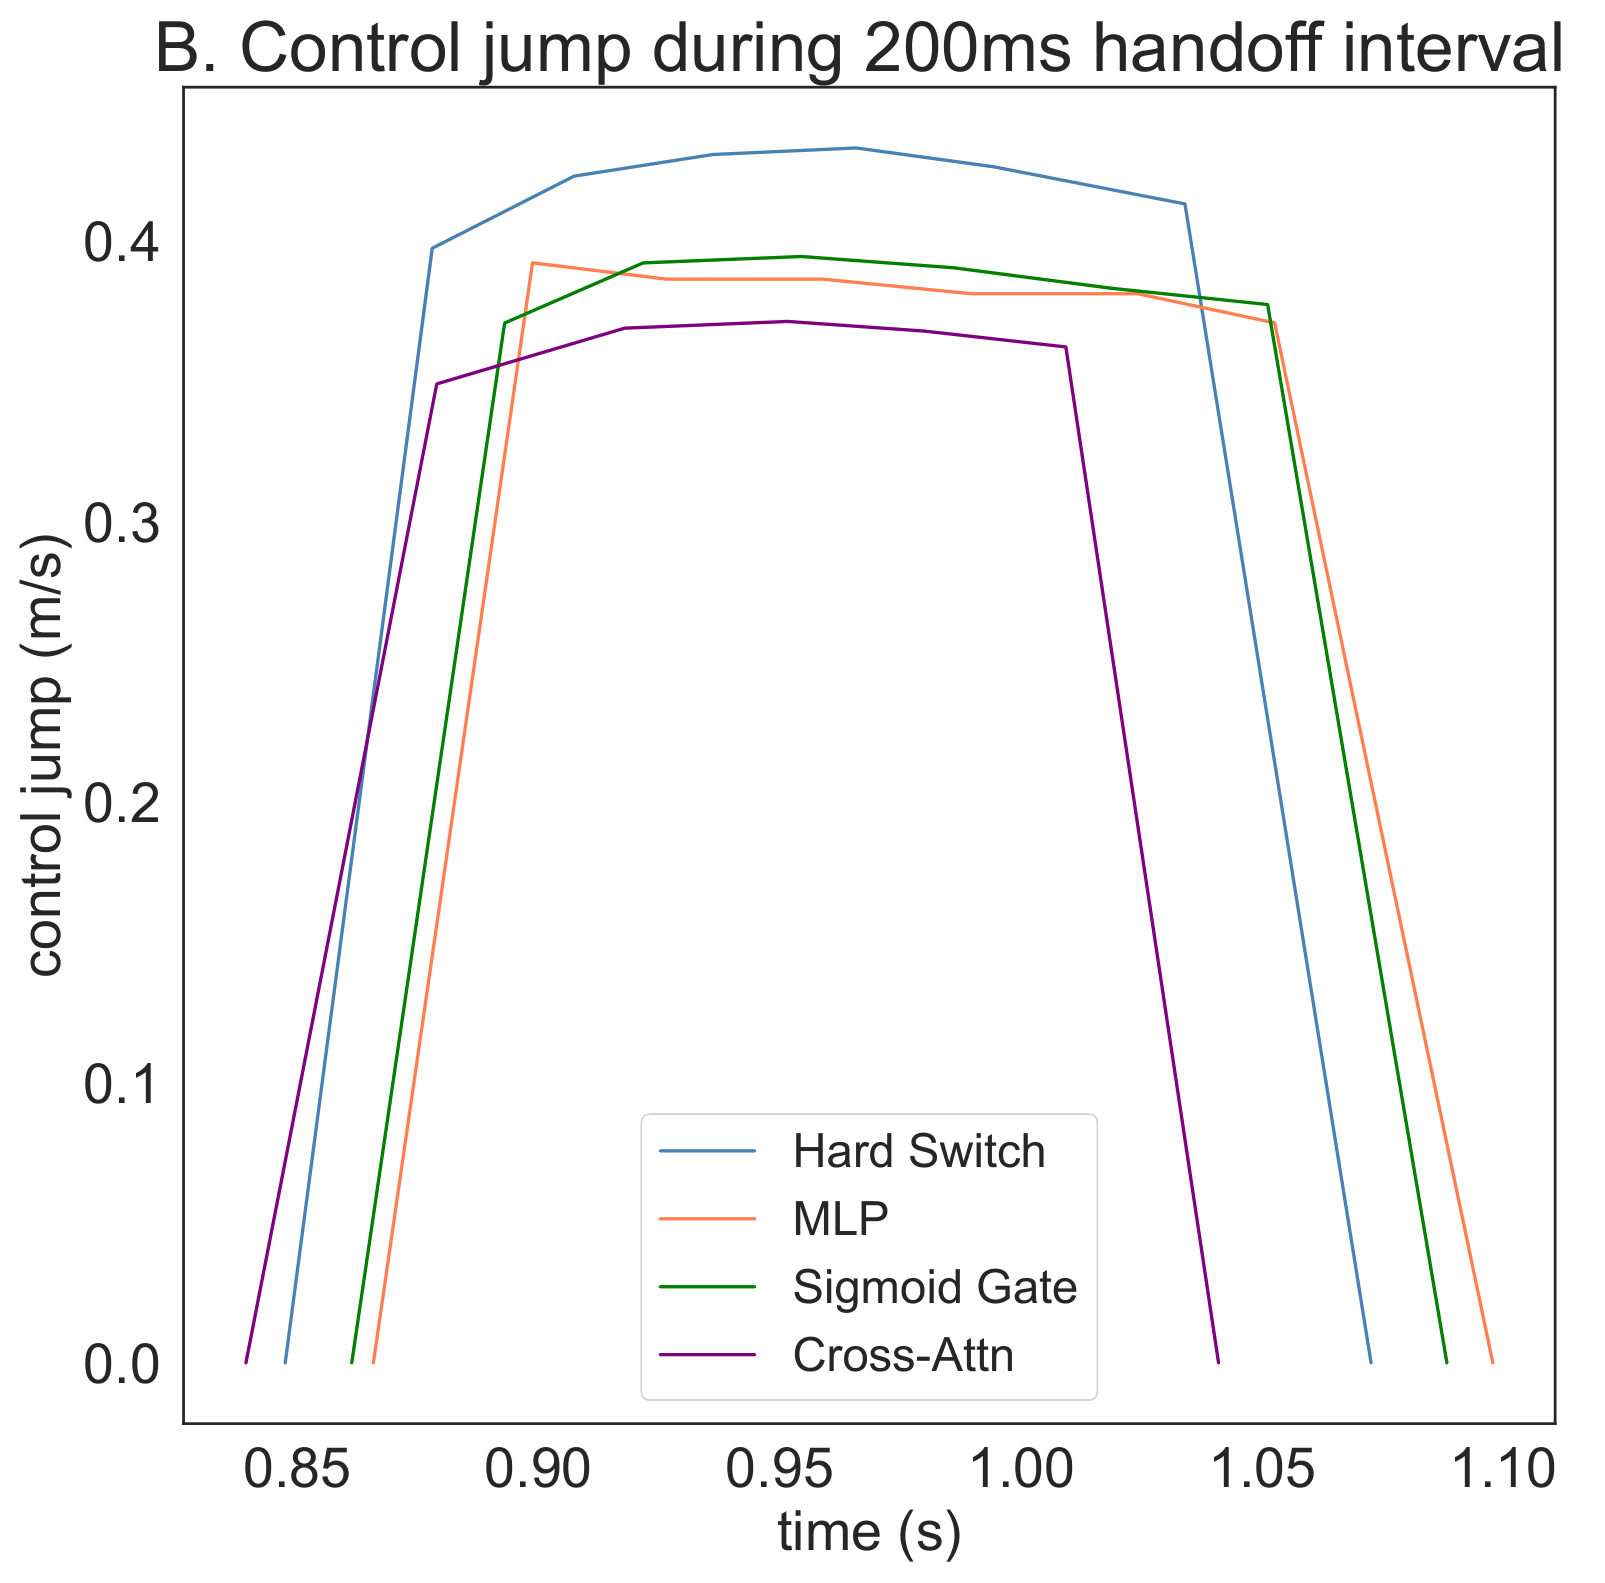 B. Control jump during 200ms handoff interval
control jump (m/s)
0.4
0.3
0.2
0.1
0.0
Hard Switch
MLP
Sigmoid Gate
Cross-Attn
0.85 0.90 0.95 1.00 1.05 1.10
time (s)